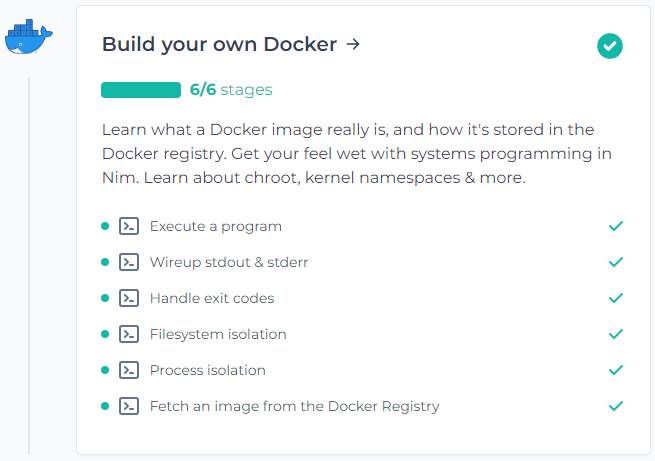 Build your own Docker →
6/6 stages
Learn what a Docker image really is, and how it's stored in the
Docker registry. Get your feel wet with systems programming in
Nim. Learn about chroot, kernel namespaces & more.
Execute a program
Wireup stdout & stderr
Handle exit codes
Filesystem isolation
Process isolation
Fetch an image from the Docker Registry